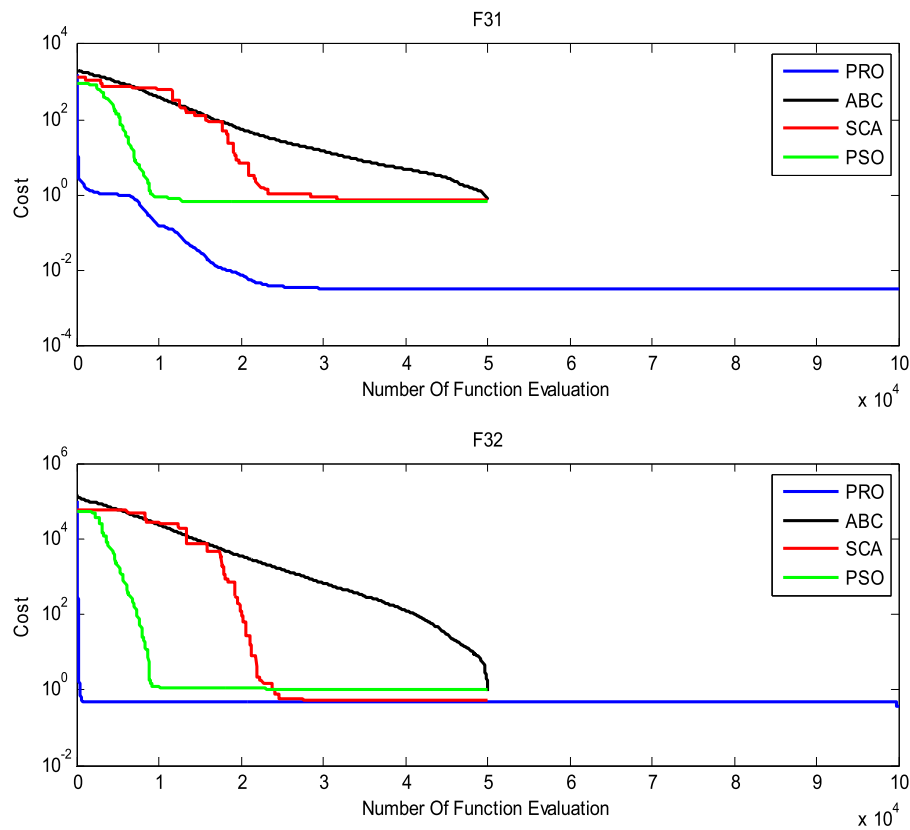 F31
10^4
10^2
10^0
10^-2
10^-4
Cost
PRO
ABC
SCA
PSO
0 1 2 3 4 5 6 7 8 9 10
Number Of Function Evaluation
x 10^4
F32
10^6
10^4
10^2
10^0
10^-2
Cost
PRO
ABC
SCA
PSO
0 1 2 3 4 5 6 7 8 9 10
Number Of Function Evaluation
x 10^4